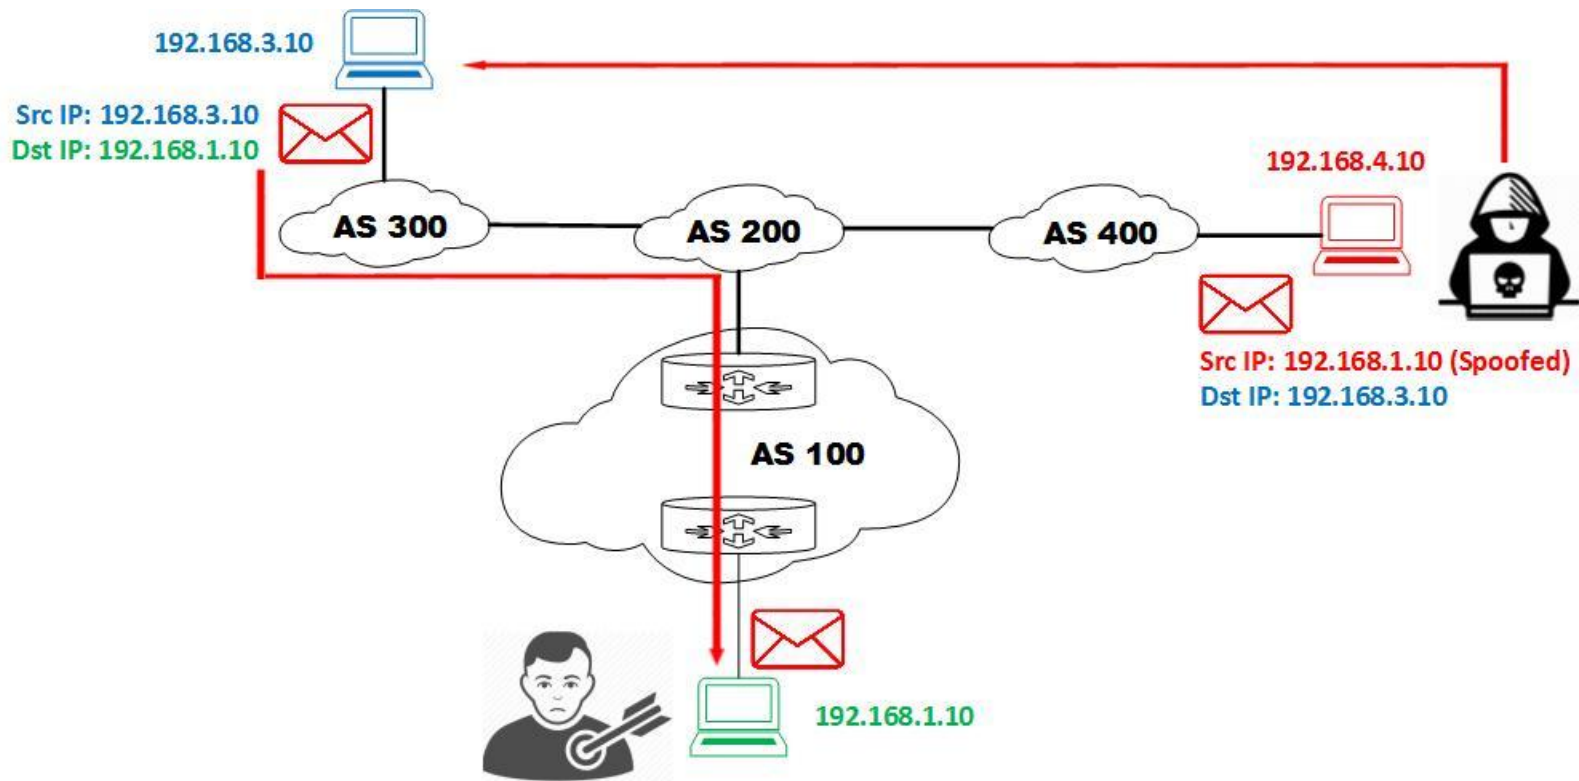 192.168.3.10
Src IP: 192.168.3.10
Dst IP: 192.168.1.10
192.168.4.10
AS 300
AS 200
AS 400
Src IP: 192.168.1.10 (Spoofed)
Dst IP: 192.168.3.10
AS 100
192.168.1.10